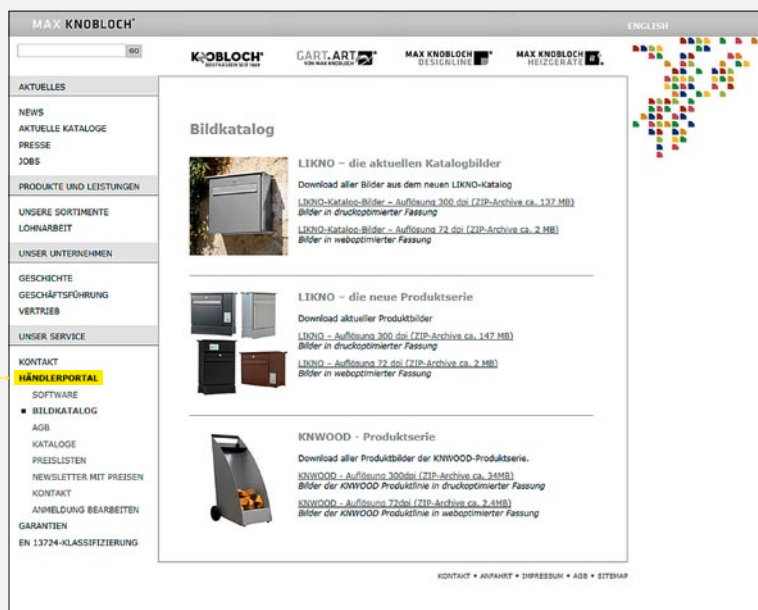 MAX KNOBLOCH®
ENGLISH
GO
KNOBLOCH®
BRIEFKÄSTEN SEIT 1869
GART.ART
VON MAX KNOBLOCH
MAX KNOBLOCH
DESIGNLINE
MAX KNOBLOCH
HEIZGERÄTE
AKTUELLES
NEWS
AKTUELLE KATALOGE
PRESSE
JOBS
PRODUKTE UND LEISTUNGEN
UNSERE SORTIMENTE
LOHNARBEIT
UNSER UNTERNEHMEN
GESCHICHTE
GESCHÄFTSFÜHRUNG
VERTRIEB
UNSER SERVICE
KONTAKT
HÄNDLERPORTAL
SOFTWARE
BILDKATALOG
AGB
KATALOGE
PREISLISTEN
NEWSLETTER MIT PREISEN
KONTAKT
ANMELDUNG BEARBEITEN
GARANTIEN
EN 13724-KLASSIFIZIERUNG
Bildkatalog
LIKNO – die aktuellen Katalogbilder
Download aller Bilder aus dem neuen LIKNO-Katalog
LIKNO-Katalog-Bilder – Auflösung 300 dpi (ZIP-Archive ca. 137 MB)
Bilder in druckoptimierter Fassung
LIKNO-Katalog-Bilder – Auflösung 72 dpi (ZIP-Archive ca. 2 MB)
Bilder in weboptimierter Fassung
LIKNO – die neue Produktserie
Download aktueller Produktbilder
LIKNO – Auflösung 300 dpi (ZIP-Archive ca. 147 MB)
Bilder in druckoptimierter Fassung
LIKNO – Auflösung 72 dpi (ZIP-Archive ca. 2 MB)
Bilder in weboptimierter Fassung
KNWOOD - Produktserie
Download aller Produktbilder der KNWOOD-Produktserie.
KNWOOD - Auflösung 300dpi (ZIP-Archive ca. 34MB)
Bilder der KNWOOD Produktlinie in druckoptimierter Fassung
KNWOOD - Auflösung 72dpi (ZIP-Archive ca. 2,4MB)
Bilder der KNWOOD Produktlinie in weboptimierter Fassung
KONTAKT • ANFAHRT • IMPRESSUM • AGB • SITEMAP